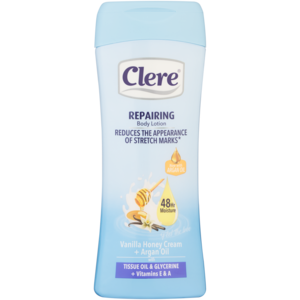 Clere
REPAIRING
Body Lotion
REDUCES THE APPEARANCE
OF STRETCH MARKS*
48Hr
Moisture
Vanilla Honey Cream
+ Argan Oil
TISSUE OIL & GLYCERINE
+ Vitamins E & A